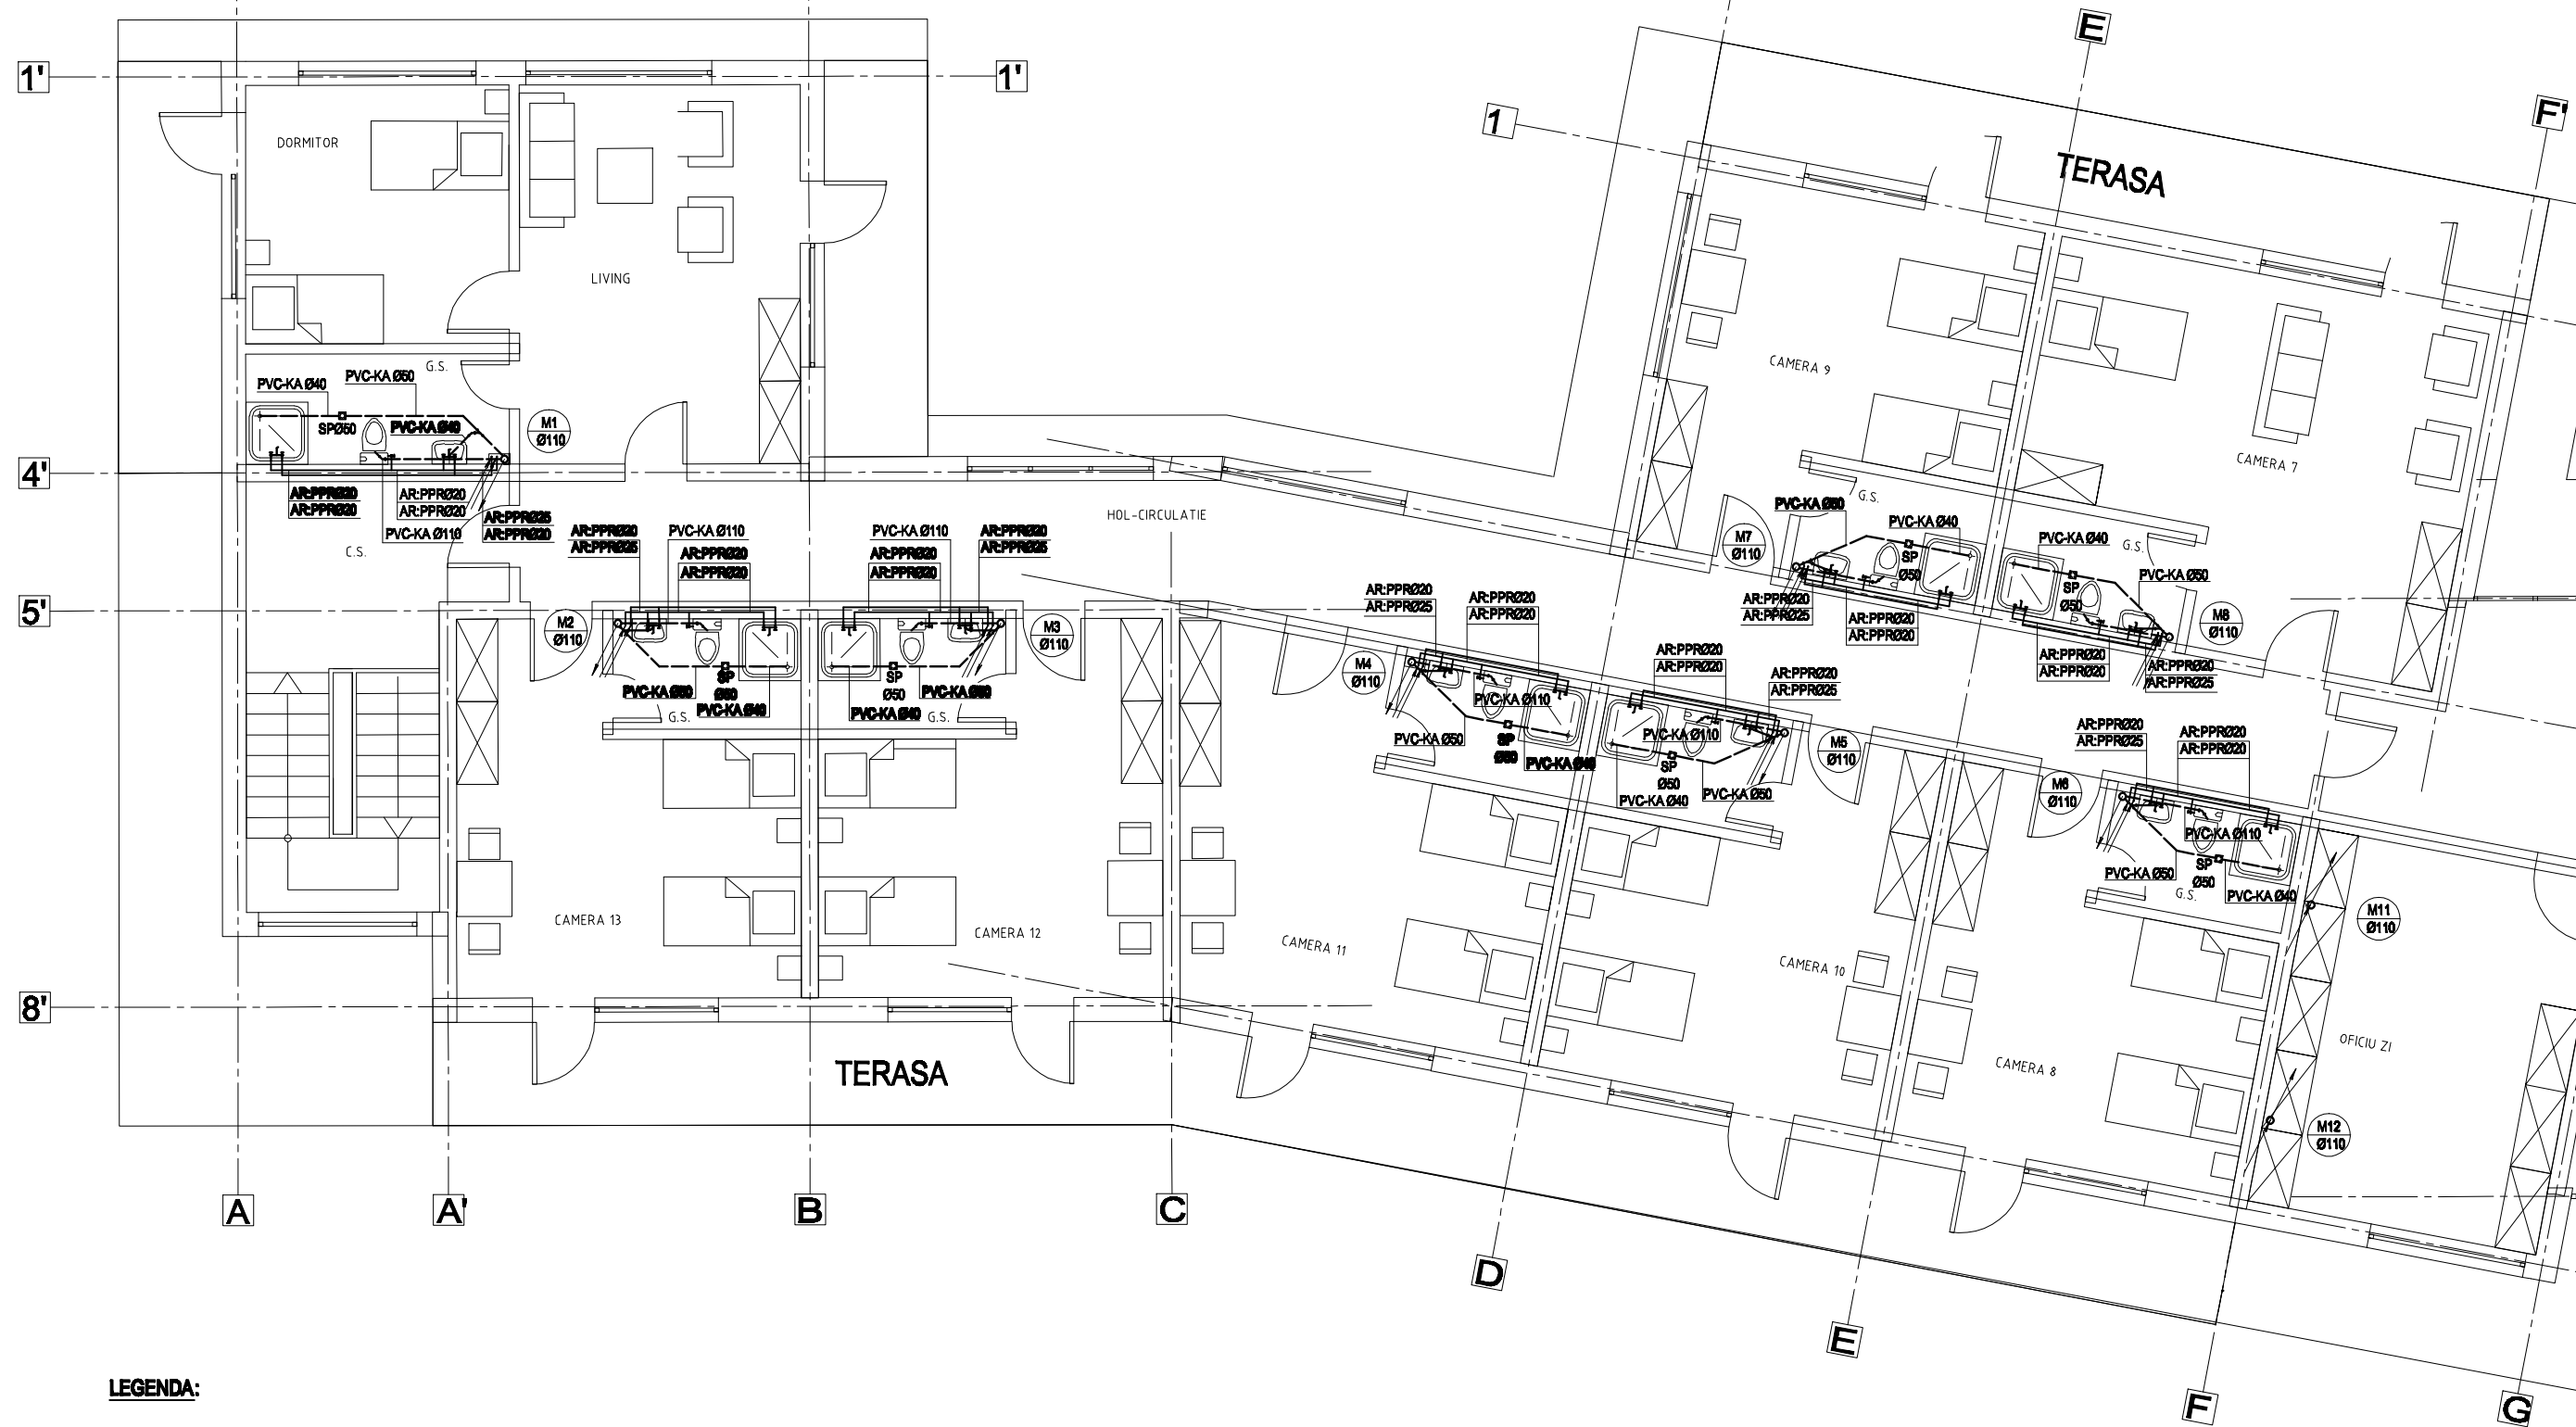 E
1'
1'
1
F'
TERASA
DORMITOR
LIVING
CAMERA 9
CAMERA 7
G.S.
PVC-KA Ø40
PVC-KA Ø50
SPØ50
PVC-KA Ø40
M1
Ø110
4'
AR:PPRØ20
AR:PPRØ20
AR:PPRØ20
AR:PPRØ20
PVC-KA Ø110
AR:PPRØ25
AR:PPRØ20
C.S.
HOL-CIRCULATIE
AR:PPRØ20
AR:PPRØ25
PVC-KA Ø110
AR:PPRØ20
AR:PPRØ20
PVC-KA Ø110
AR:PPRØ20
AR:PPRØ20
AR:PPRØ20
AR:PPRØ25
G.S.
PVC-KA Ø50
PVC-KA Ø40
M7
Ø110
SP
Ø50
AR:PPRØ20
AR:PPRØ25
AR:PPRØ20
AR:PPRØ20
PVC-KA Ø40
G.S.
PVC-KA Ø50
SP
Ø50
M8
Ø110
AR:PPRØ20
AR:PPRØ20
AR:PPRØ20
AR:PPRØ25
5'
M2
Ø110
PVC-KA Ø50
SP
Ø50
PVC-KA Ø40
G.S.
M3
Ø110
SP
Ø50
PVC-KA Ø50
PVC-KA Ø40
G.S.
AR:PPRØ20
AR:PPRØ25
AR:PPRØ20
AR:PPRØ20
M4
Ø110
PVC-KA Ø110
PVC-KA Ø50
SP
Ø50
PVC-KA Ø40
AR:PPRØ20
AR:PPRØ20
AR:PPRØ20
AR:PPRØ25
PVC-KA Ø110
M5
Ø110
SP
Ø50
PVC-KA Ø40
PVC-KA Ø50
AR:PPRØ20
AR:PPRØ25
AR:PPRØ20
AR:PPRØ20
M6
Ø110
PVC-KA Ø110
PVC-KA Ø50
SP
Ø50
G.S.
PVC-KA Ø40
M11
Ø110
CAMERA 13
CAMERA 12
CAMERA 11
CAMERA 10
CAMERA 8
OFICIU ZI
M12
Ø110
8'
TERASA
A
A'
B
C
D
E
F
G
LEGENDA: